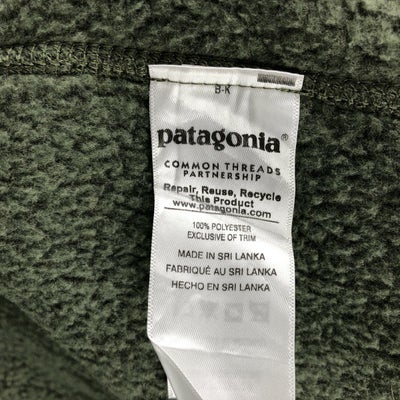 B-K
patagonia®
COMMON THREADS
PARTNERSHIP
Repair, Reuse, Recycle
This Product
www.patagonia.com
100% POLYESTER
EXCLUSIVE OF TRIM
MADE IN SRI LANKA
FABRIQUÉ AU SRI LANKA
HECHO EN SRI LANKA